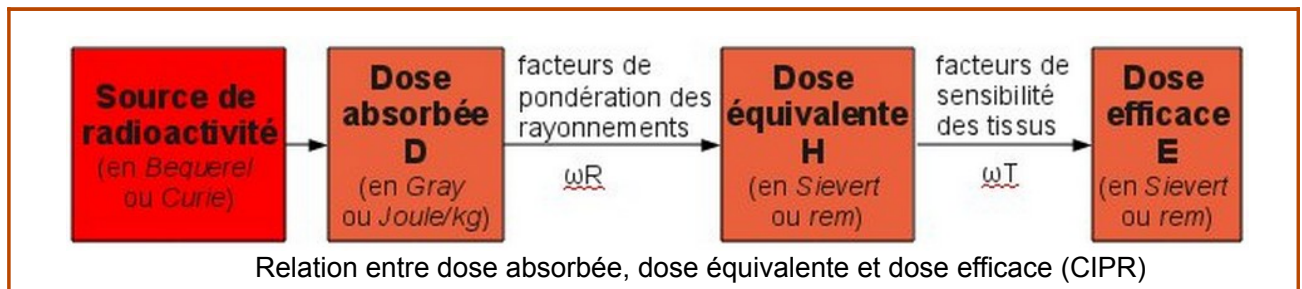 Source de
radioactivité
(en Bequerel
ou Curie)
Dose
absorbée
D
(en Gray
ou Joule/kg)
facteurs de
pondération des
rayonnements
ωR
Dose
équivalente
H
(en Sievert
ou rem)
facteurs de
sensibilité
des tissus
ωT
Dose
efficace
E
(en Sievert
ou rem)
Relation entre dose absorbée, dose équivalente et dose efficace (CIPR)